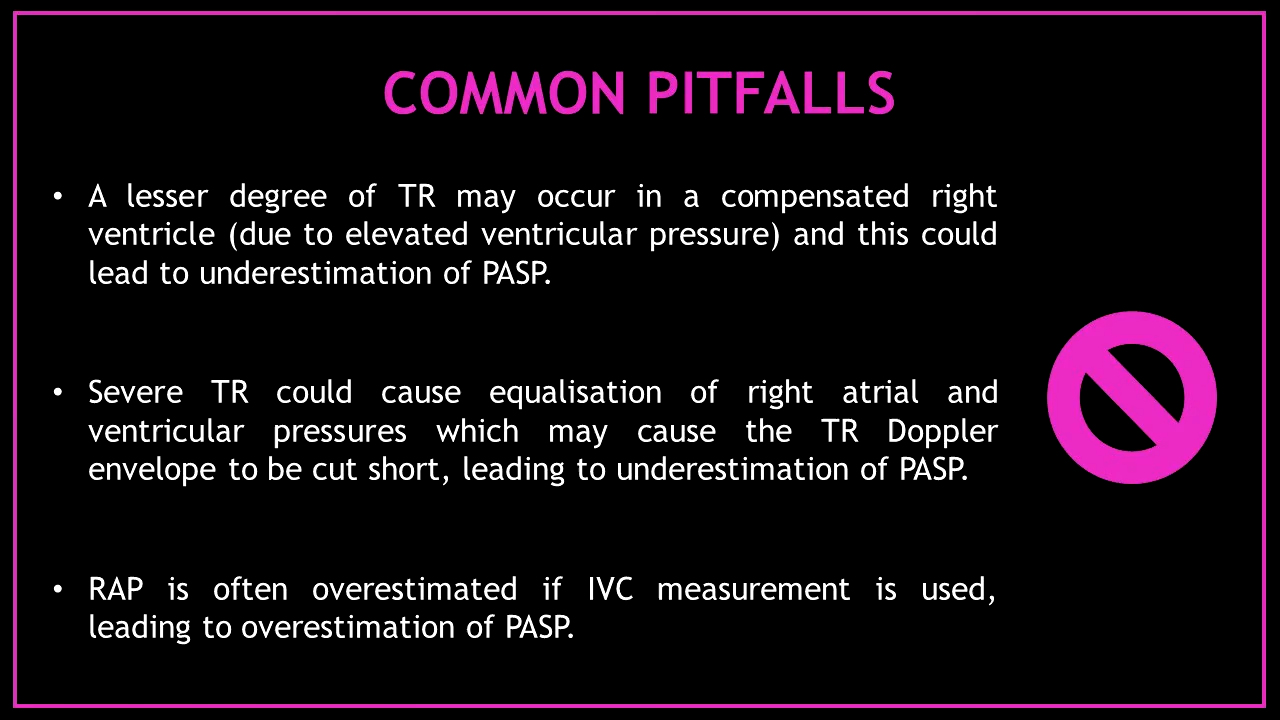 COMMON PITFALLS
• A lesser degree of TR may occur in a compensated right
ventricle (due to elevated ventricular pressure) and this could
lead to underestimation of PASP.
• Severe TR could cause equalisation of right atrial and
ventricular pressures which may cause the TR Doppler
envelope to be cut short, leading to underestimation of PASP.
• RAP is often overestimated if IVC measurement is used,
leading to overestimation of PASP.